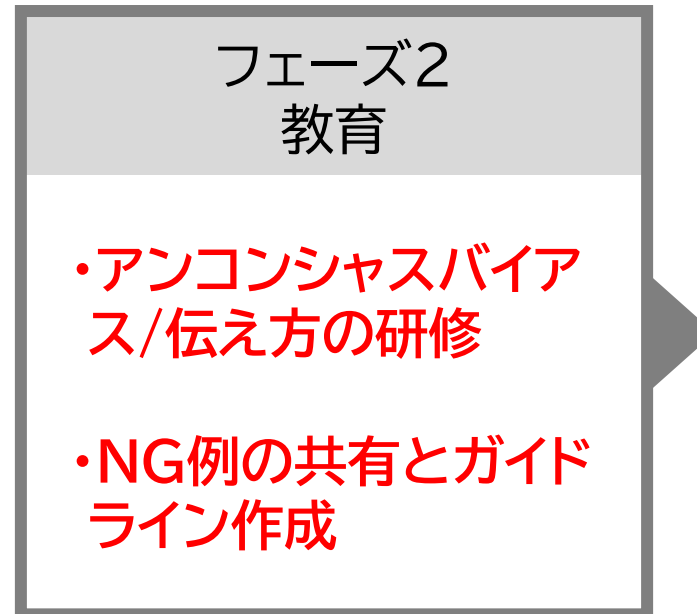 フェーズ2
教育
・アンコンシャスバイア
ス/伝え方の研修
・NG例の共有とガイド
ライン作成